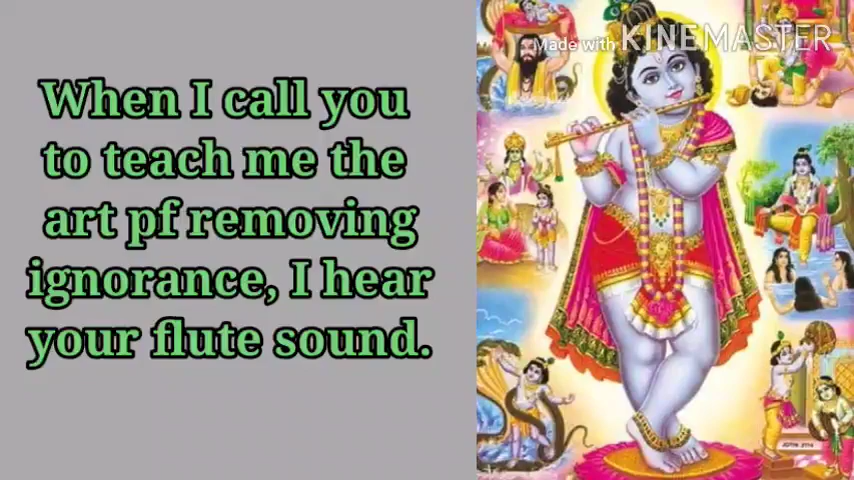 Made with KINEMASTER
When I call you
to teach me the
art pf removing
ignorance, I hear
your flute sound.